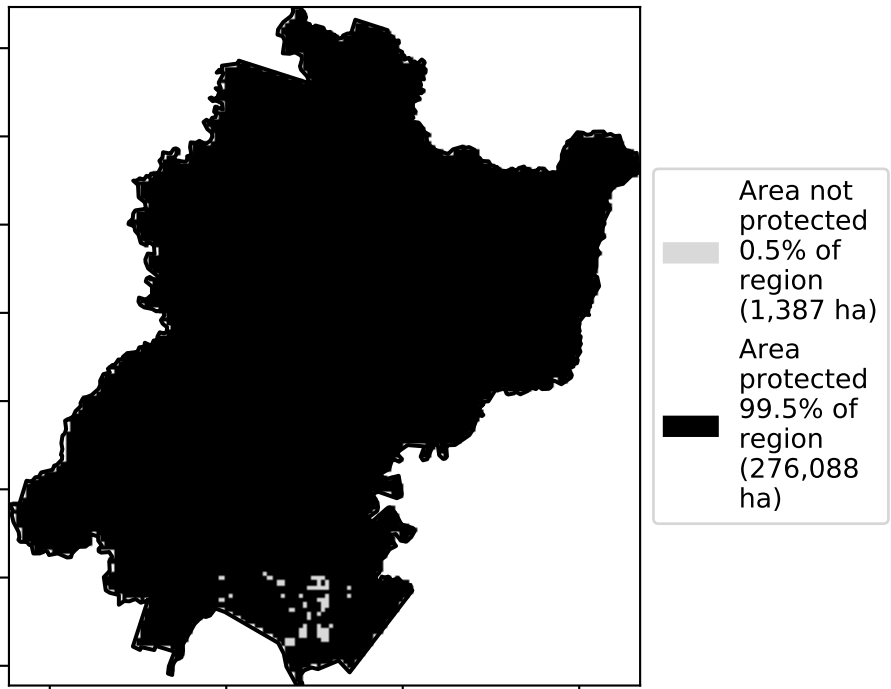 Area not
protected
0.5% of
region
(1,387 ha)
Area
protected
99.5% of
region
(276,088
ha)